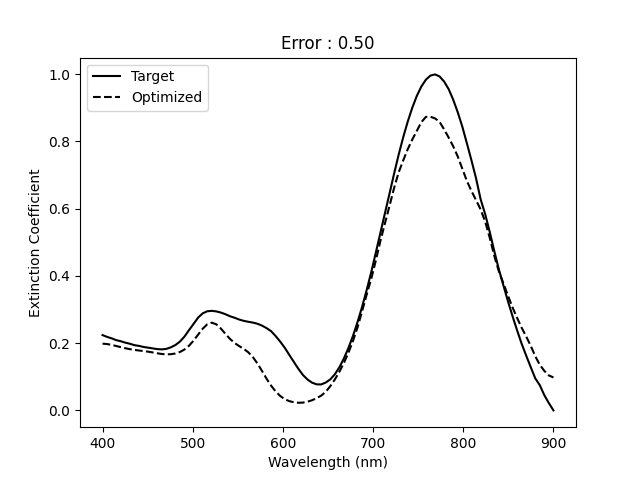 Error : 0.50
Target
Optimized
1.0
0.8
0.6
0.4
0.2
0.0
Extinction Coefficient
400 500 600 700 800 900
Wavelength (nm)